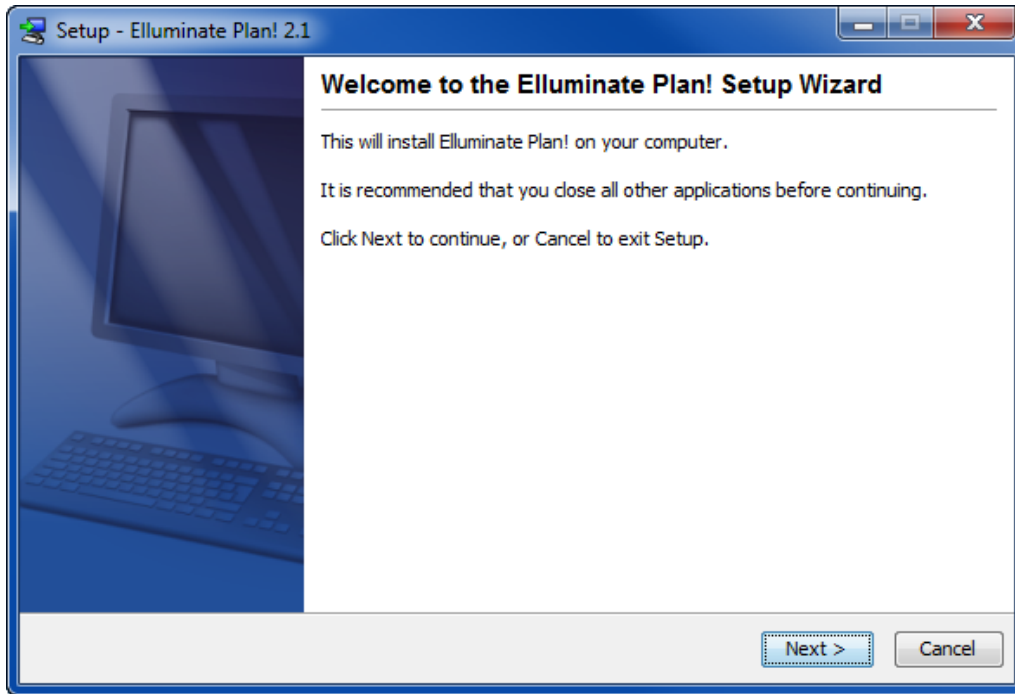 Setup - Elluminate Plan! 2.1
Welcome to the Elluminate Plan! Setup Wizard
This will install Elluminate Plan! on your computer.
It is recommended that you close all other applications before continuing.
Click Next to continue, or Cancel to exit Setup.
Next >
Cancel